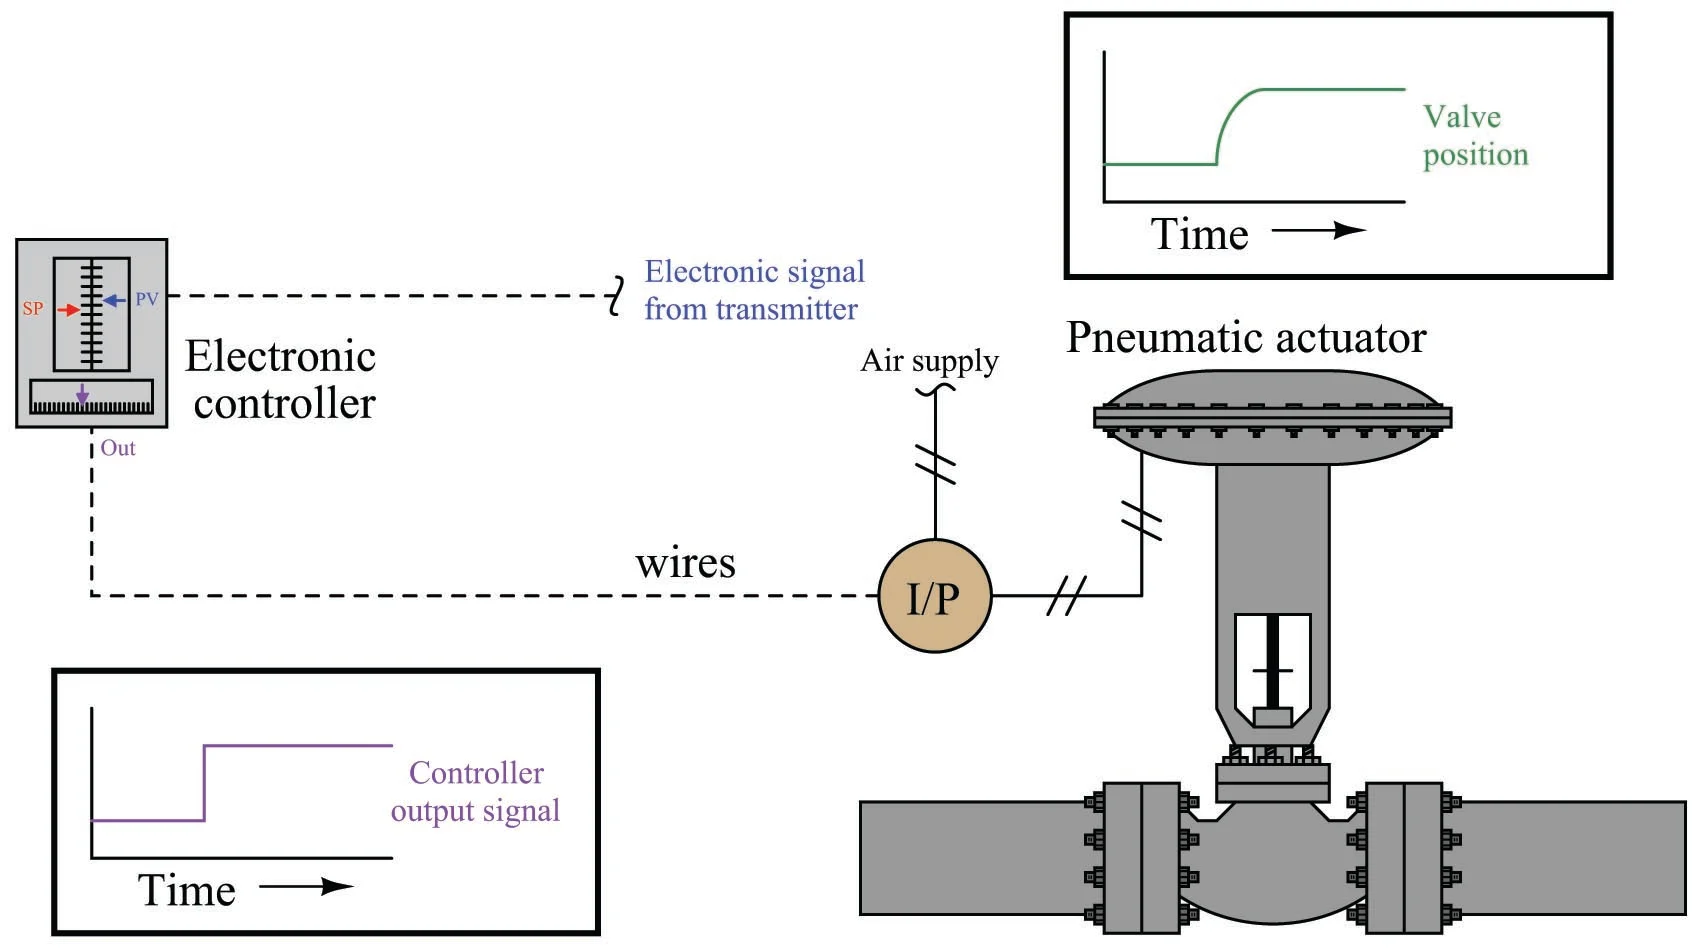 Valve
position
Time
SP
PV
Electronic signal
from transmitter
Electronic
controller
Out
Air supply
Pneumatic actuator
wires
I/P
Controller
output signal
Time